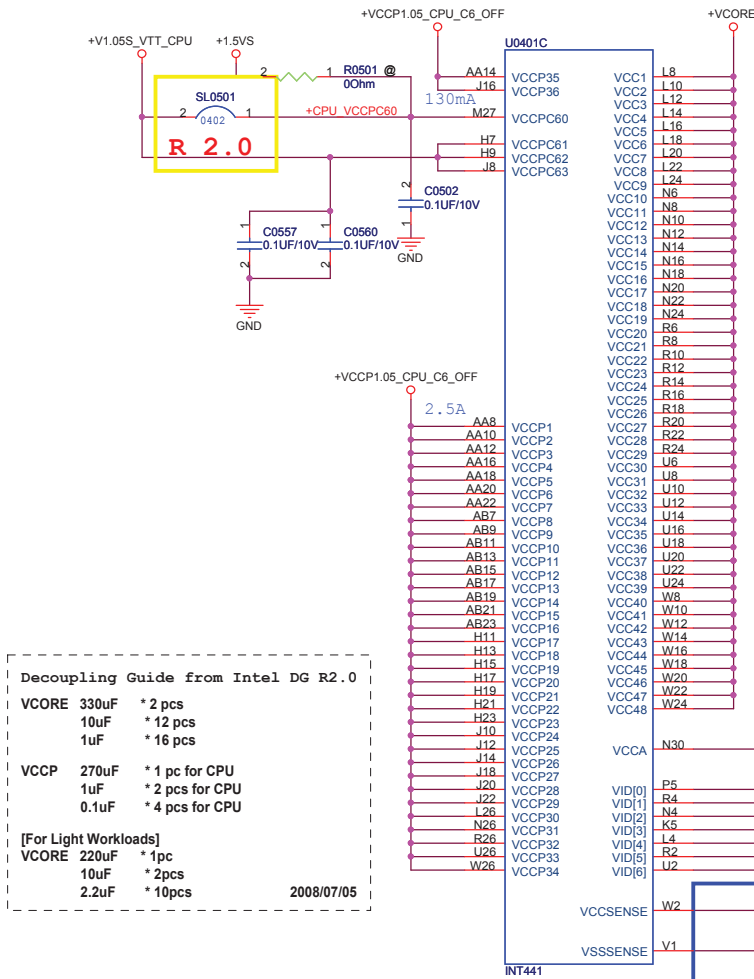 +VCCP1.05_CPU_C6_OFF
+VCORE
+V1.05S_VTT_CPU
+1.5VS
U0401C
2
1
R0501 @
0Ohm
SL0501
2
0402
1
+CPU_VCCPC60
R 2.0
130mA
AA14 VCCP35
J16 VCCP36
M27 VCCPC60
H7 VCCPC61
H9 VCCPC62
J8 VCCPC63
2
C0502
0.1UF/10V
1
GND
1
C0557
0.1UF/10V
2
1
C0560
0.1UF/10V
2
GND
+VCCP1.05_CPU_C6_OFF
2.5A
AA8 VCCP1
AA10 VCCP2
AA12 VCCP3
AA16 VCCP4
AA18 VCCP5
AA20 VCCP6
AA22 VCCP7
AB7 VCCP8
AB9 VCCP9
AB11 VCCP10
AB13 VCCP11
AB15 VCCP12
AB17 VCCP13
AB19 VCCP14
AB21 VCCP15
AB23 VCCP16
H11 VCCP17
H13 VCCP18
H15 VCCP19
H17 VCCP20
H19 VCCP21
H21 VCCP22
H23 VCCP23
J10 VCCP24
J12 VCCP25
J14 VCCP26
J18 VCCP27
J20 VCCP28
J22 VCCP29
L26 VCCP30
N26 VCCP31
R26 VCCP32
U26 VCCP33
W26 VCCP34
VCC1 L8
VCC2 L10
VCC3 L12
VCC4 L14
VCC5 L16
VCC6 L18
VCC7 L20
VCC8 L22
VCC9 L24
VCC10 N6
VCC11 N8
VCC12 N10
VCC13 N12
VCC14 N14
VCC15 N16
VCC16 N18
VCC17 N20
VCC18 N22
VCC19 N24
VCC20 R6
VCC21 R8
VCC22 R10
VCC23 R12
VCC24 R14
VCC25 R16
VCC26 R18
VCC27 R20
VCC28 R22
VCC29 R24
VCC30 U6
VCC31 U8
VCC32 U10
VCC33 U12
VCC34 U14
VCC35 U16
VCC36 U18
VCC37 U20
VCC38 U22
VCC39 U24
VCC40 W8
VCC41 W10
VCC42 W12
VCC43 W14
VCC44 W16
VCC45 W18
VCC46 W20
VCC47 W22
VCC48 W24
VCCA N30
VID[0] P5
VID[1] R4
VID[2] N4
VID[3] K5
VID[4] L4
VID[5] R2
VID[6] U2
VCCSENSE W2
VSSSENSE V1
INT441
Decoupling Guide from Intel DG R2.0
VCORE 330uF * 2 pcs
10uF * 12 pcs
1uF * 16 pcs
VCCP 270uF * 1 pc for CPU
1uF * 2 pcs for CPU
0.1uF * 4 pcs for CPU
[For Light Workloads]
VCORE 220uF * 1pc
10uF * 2pcs
2.2uF * 10pcs 2008/07/05